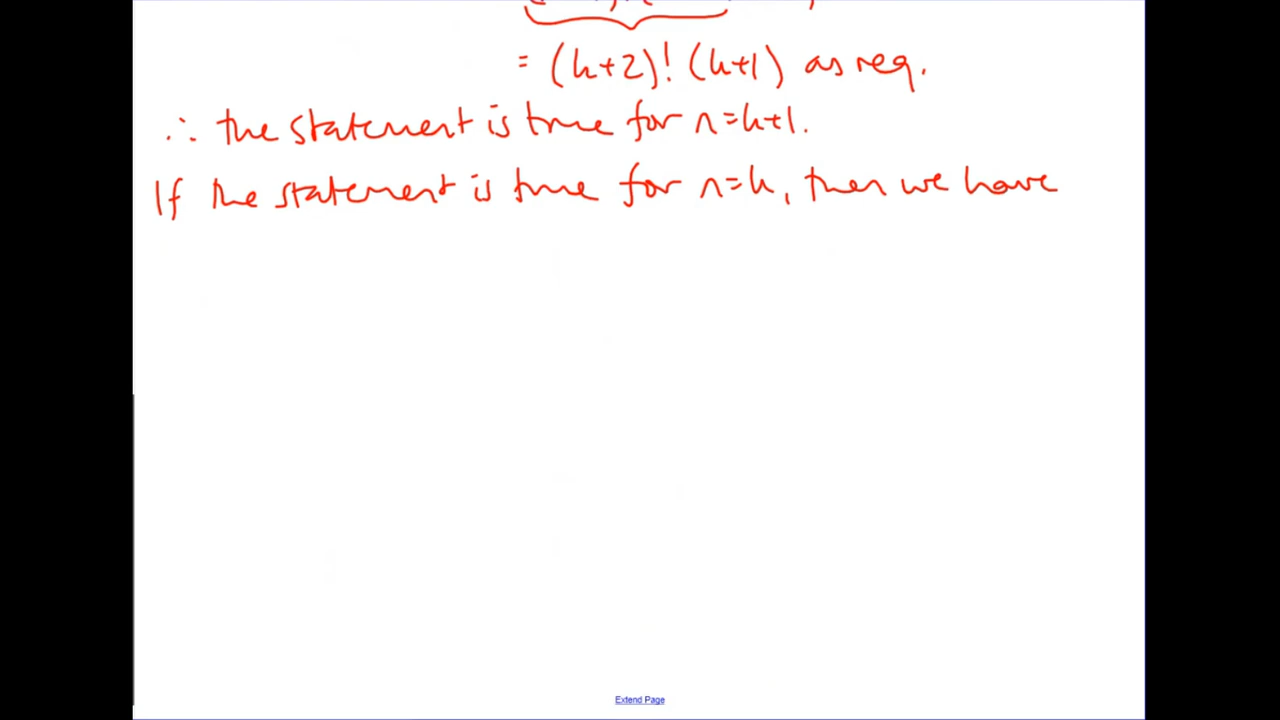 = (k+2)! (k+1) as req.
∴ the statement is true for n=k+1.
If the statement is true for n=k, then we have
Extend Page